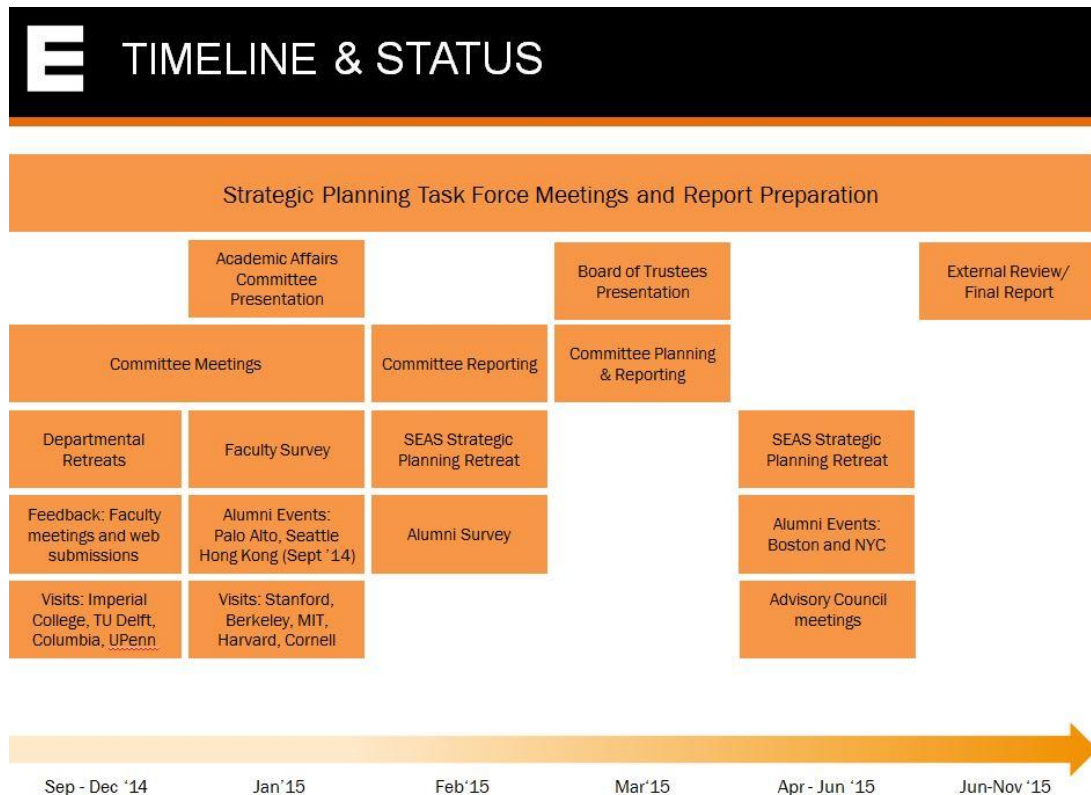 E TIMELINE & STATUS
Strategic Planning Task Force Meetings and Report Preparation
Academic Affairs
Committee
Presentation
Board of Trustees
Presentation
External Review/
Final Report
Committee Meetings
Committee Reporting
Committee Planning
& Reporting
Departmental
Retreats
Faculty Survey
SEAS Strategic
Planning Retreat
SEAS Strategic
Planning Retreat
Feedback: Faculty
meetings and web
submissions
Alumni Events:
Palo Alto, Seattle
Hong Kong (Sept '14)
Alumni Survey
Alumni Events:
Boston and NYC
Visits: Imperial
College, TU Delft,
Columbia, UPenn
Visits: Stanford,
Berkeley, MIT,
Harvard, Cornell
Advisory Council
meetings
Sep - Dec ‘14
Jan’15
Feb‘15
Mar‘15
Apr - Jun ‘15
Jun-Nov ‘15